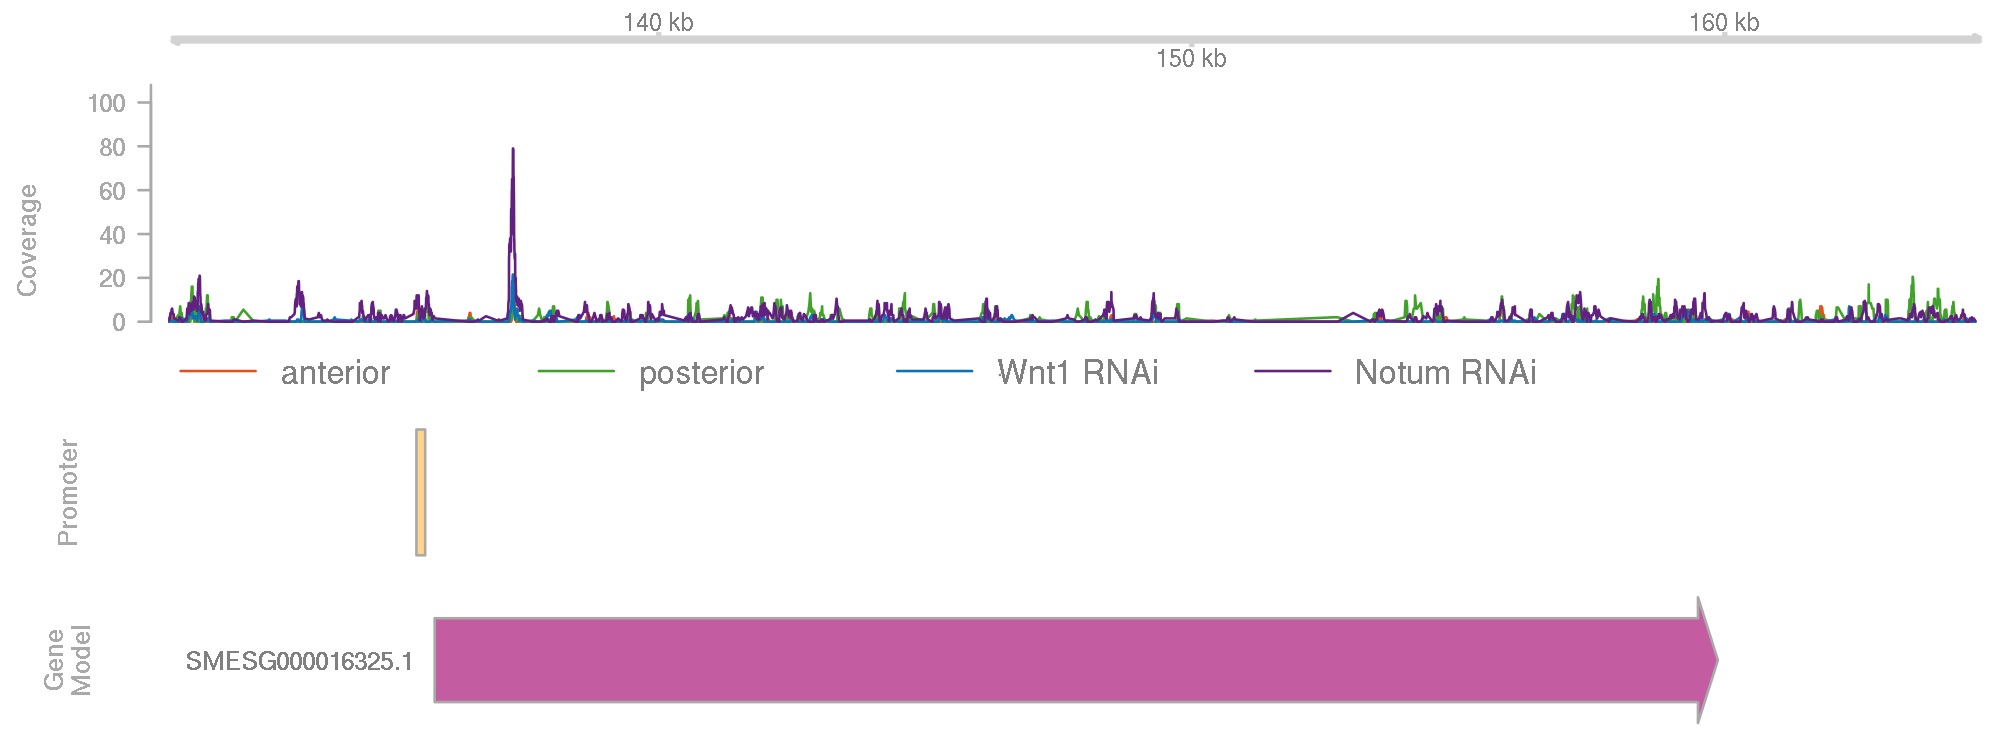 140 kb
160 kb
150 kb
Coverage
100
80
60
40
20
0
anterior posterior Wnt1 RNAi Notum RNAi
Promoter
Gene
Model
SMESG000016325.1